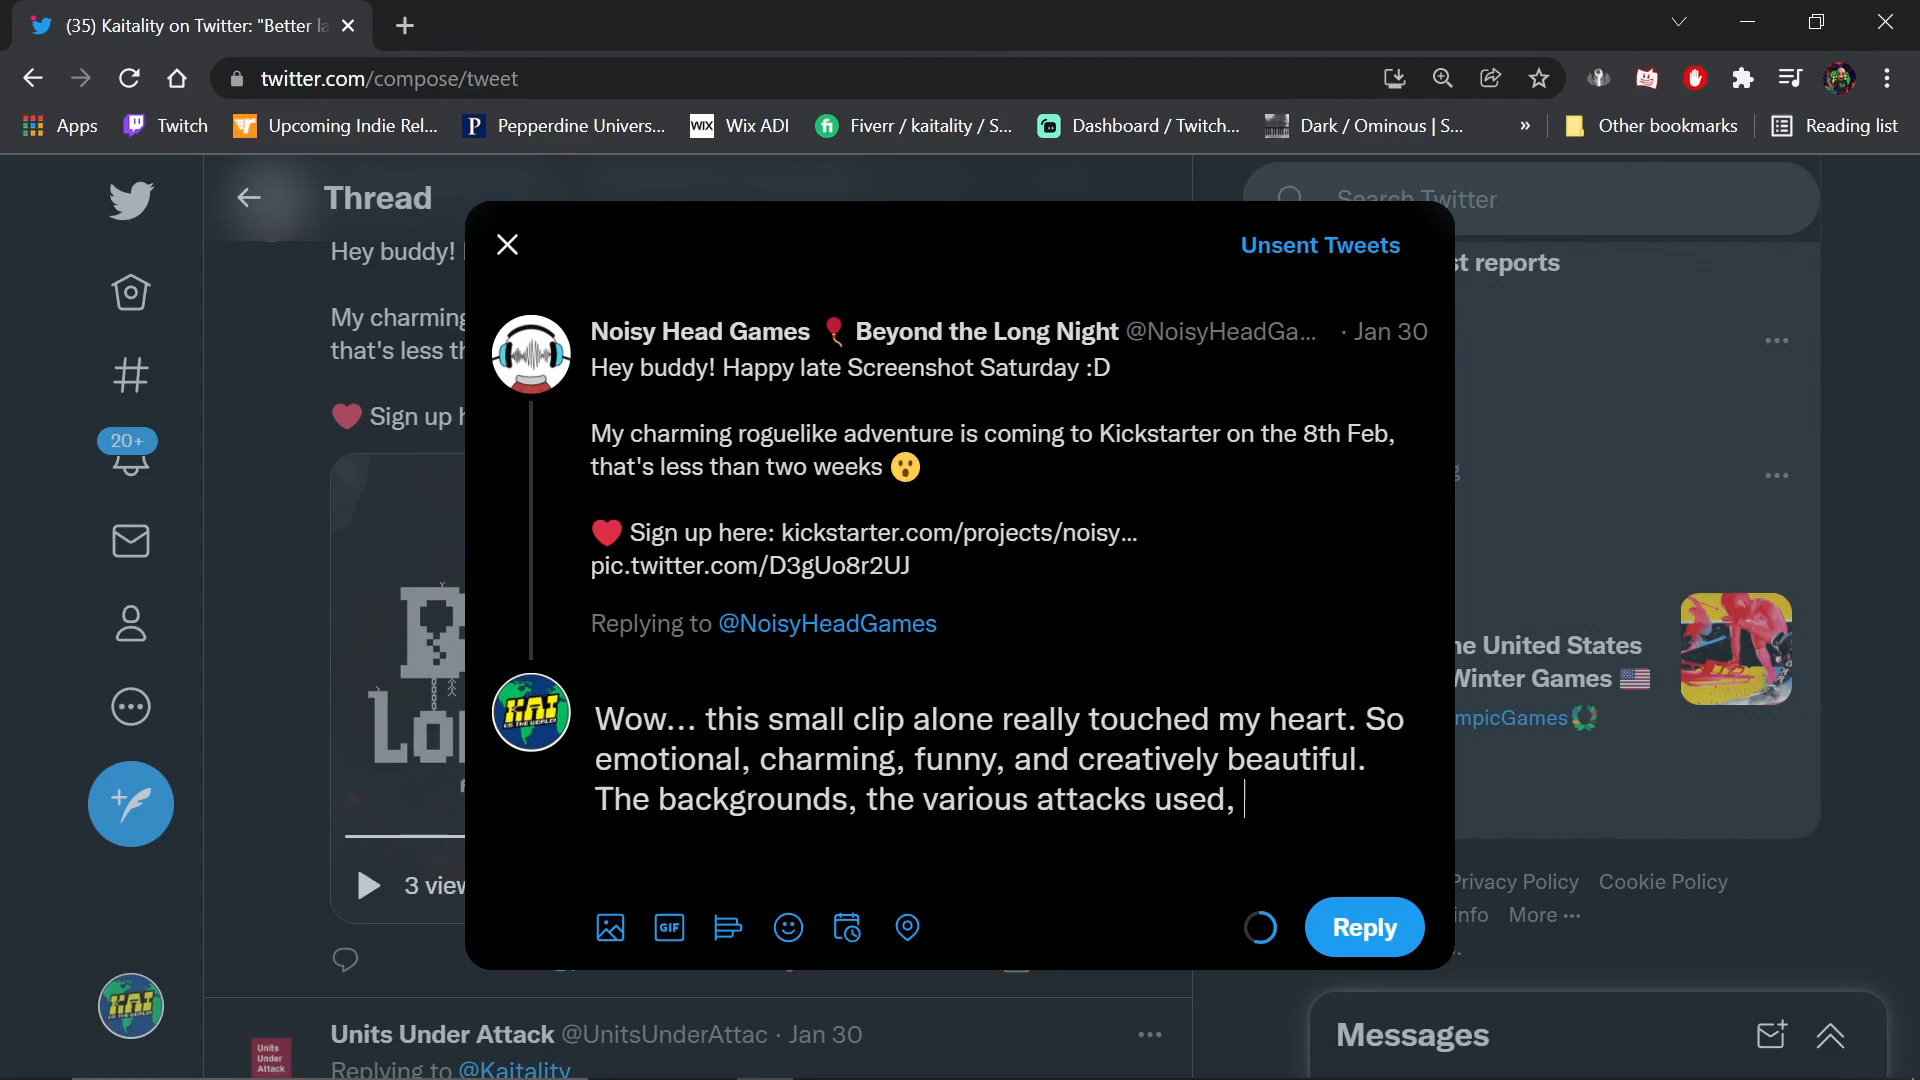 (35) Kaitality on Twitter: "Better la
twitter.com/compose/tweet
Apps
Twitch
Upcoming Indie Rel...
Pepperdine Univers...
WIX
Wix ADI
Fiverr / kaitality / S...
Dashboard / Twitch...
Dark / Ominous | S...
»
Other bookmarks
Reading list
Thread
Search Twitter
Hey buddy!
My charming
that's less th
Sign up h
20+
3 view
Unsent Tweets
Noisy Head Games 🎈 Beyond the Long Night @NoisyHeadGa... · Jan 30
Hey buddy! Happy late Screenshot Saturday :D
My charming roguelike adventure is coming to Kickstarter on the 8th Feb,
that's less than two weeks 😮
❤️ Sign up here: kickstarter.com/projects/noisy...
pic.twitter.com/D3gUo8r2UJ
Replying to @NoisyHeadGames
KAI
Wow... this small clip alone really touched my heart. So
emotional, charming, funny, and creatively beautiful.
The backgrounds, the various attacks used,
GIF
Reply
st reports
he United States
Winter Games 🇺🇸
mpicGames
Privacy Policy
Cookie Policy
info
More ···
KAI
Units Under Attack @UnitsUnderAttac · Jan 30
Units
Under
Attack
Replying to @Kaitality
Messages